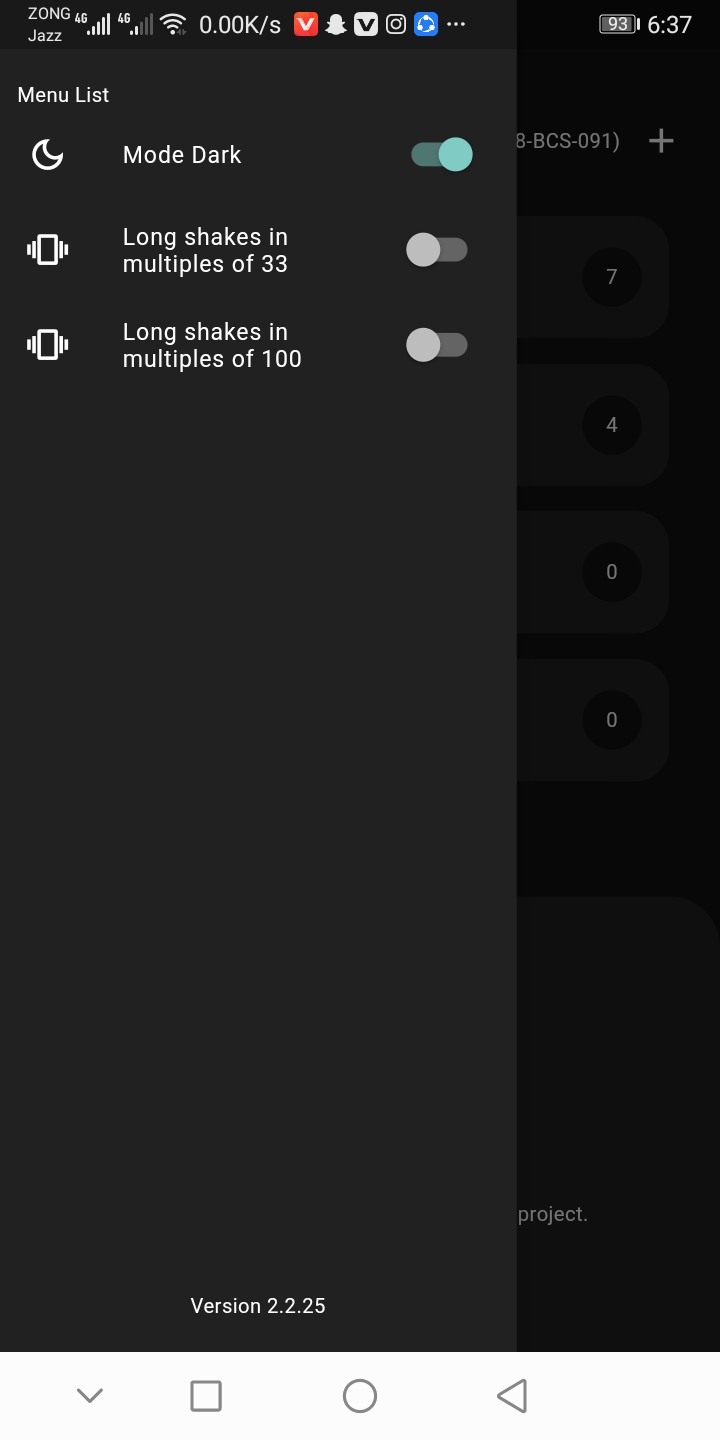 ZONG 4G 4G 0.00K/s 93 6:37
Jazz
Menu List
8-BCS-091)
Mode Dark
Long shakes in
multiples of 33
7
Long shakes in
multiples of 100
4
0
0
project.
Version 2.2.25